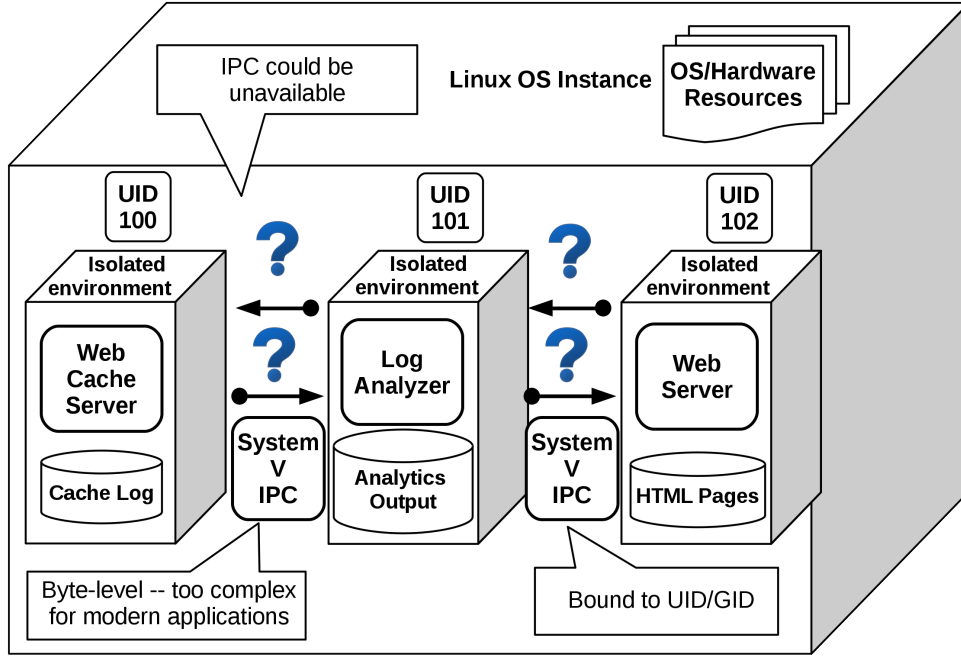 IPC could be
unavailable
Linux OS Instance
OS/Hardware
Resources
UID
100
UID
101
UID
102
?
?
Isolated
environment
Isolated
environment
Isolated
environment
?
?
Web
Cache
Server
Log
Analyzer
Web
Server
System
V
IPC
System
V
IPC
Cache Log
Analytics
Output
HTML Pages
Byte-level -- too complex
for modern applications
Bound to UID/GID